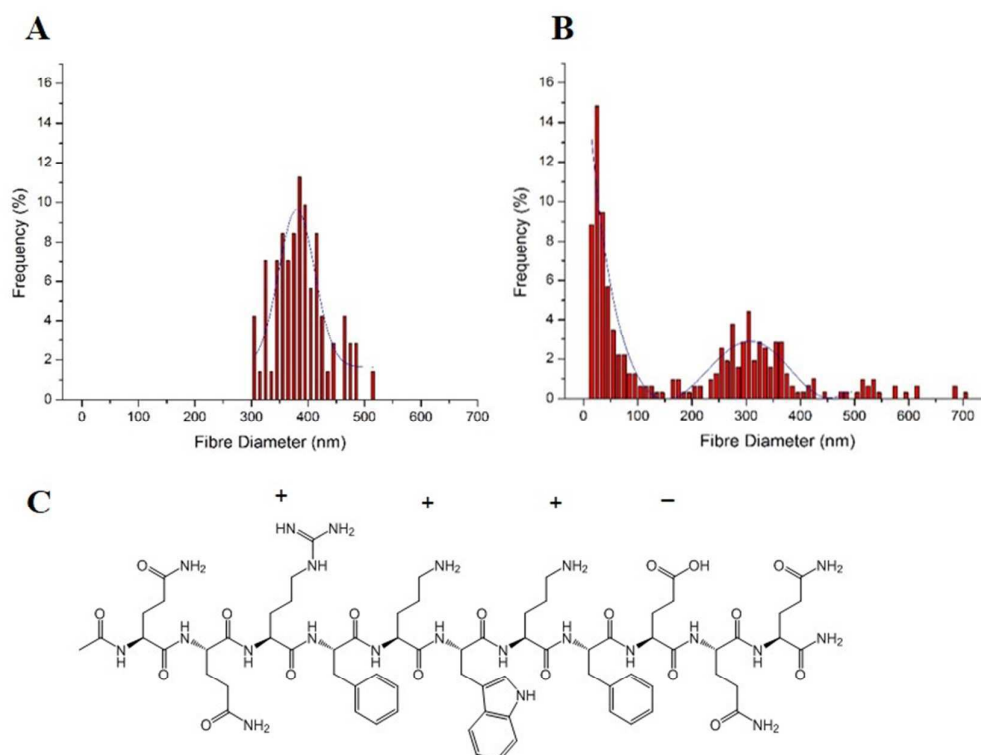 A
B
16
14
12
10
8
6
4
2
0
Frequency (%)
0 100 200 300 400 500 600 700
Fibre Diameter (nm)
16
14
12
10
8
6
4
2
0
Frequency (%)
0 100 200 300 400 500 600 700
Fibre Diameter (nm)
C
+ + + −
HN NH₂
NH
O NH₂
NH₂
NH₂
O OH
O NH₂
O
N
H
O
H
N
O
N
H
O
H
N
O
N
H
O
H
N
O
N
H
O
H
N
O
N
H
O
H
N
O
NH₂
O
O NH₂
NH
O NH₂